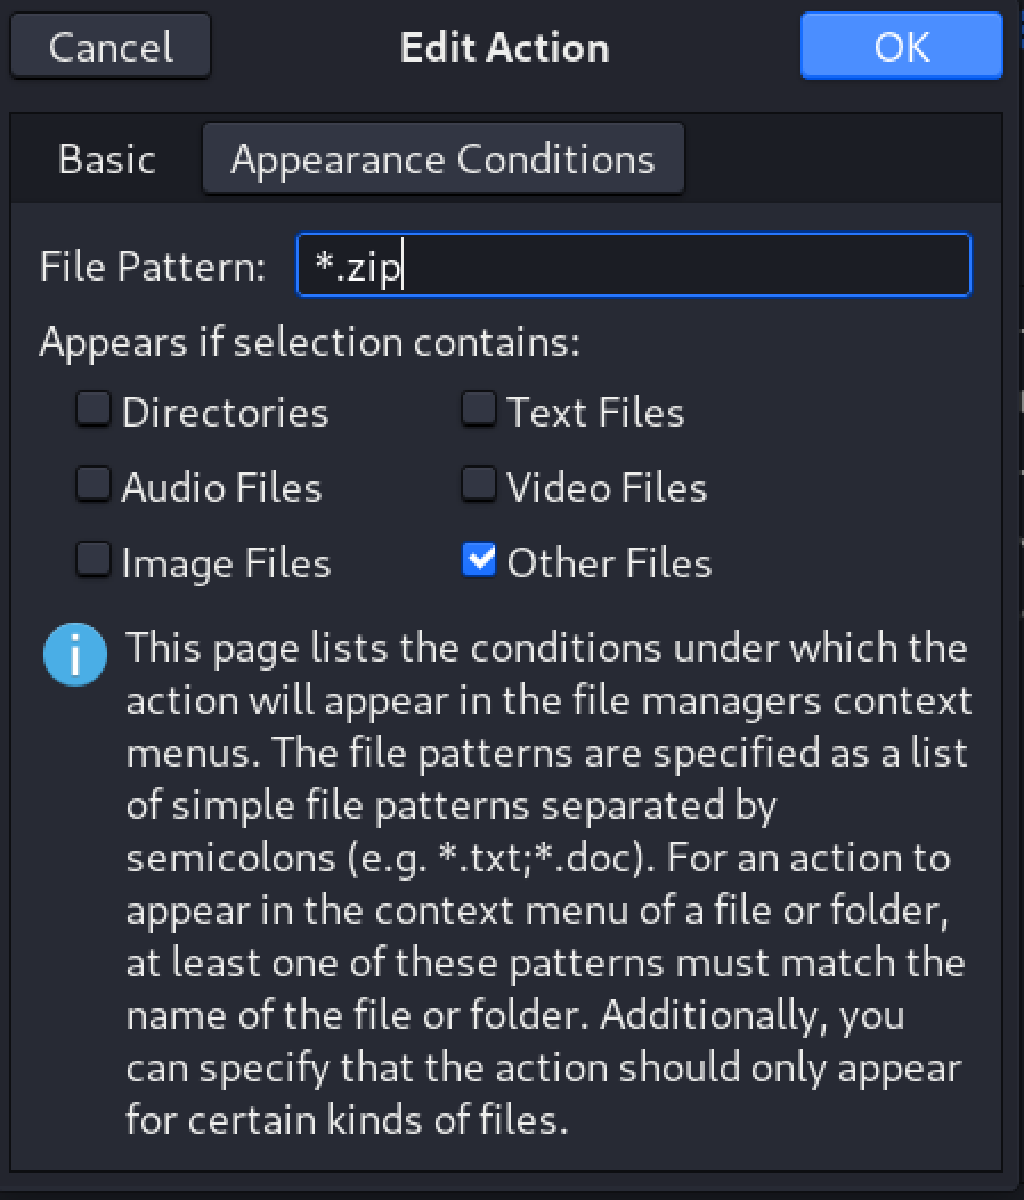 Cancel Edit Action OK
Basic Appearance Conditions
File Pattern: *.zip
Appears if selection contains:
Directories Text Files
Audio Files Video Files
Image Files Other Files
i This page lists the conditions under which the
action will appear in the file managers context
menus. The file patterns are specified as a list
of simple file patterns separated by
semicolons (e.g. *.txt;*.doc). For an action to
appear in the context menu of a file or folder,
at least one of these patterns must match the
name of the file or folder. Additionally, you
can specify that the action should only appear
for certain kinds of files.